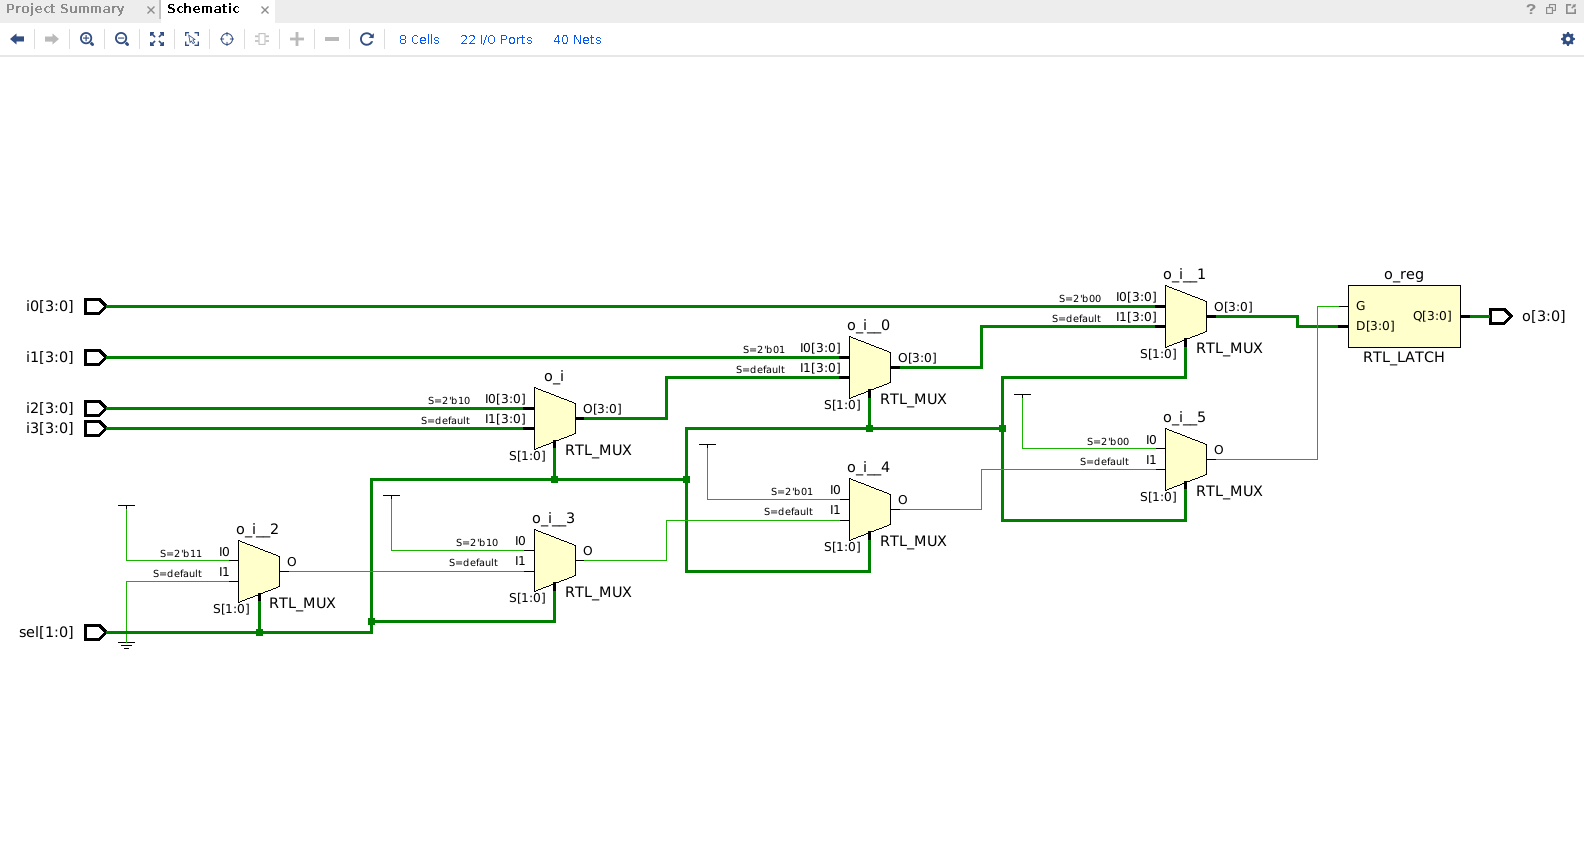 Project Summary × Schematic ×
?
8 Cells 22 I/O Ports 40 Nets
o_i__1
o_reg
i0[3:0]
S=2'b00 I0[3:0]
S=default I1[3:0]
O[3:0]
S[1:0]
RTL_MUX
G
D[3:0]
Q[3:0]
RTL_LATCH
o[3:0]
o_i__0
i1[3:0]
S=2'b01 I0[3:0]
S=default I1[3:0]
O[3:0]
S[1:0]
RTL_MUX
o_i
i2[3:0]
i3[3:0]
S=2'b10 I0[3:0]
S=default I1[3:0]
O[3:0]
S[1:0]
RTL_MUX
o_i__5
S=2'b00 I0
S=default I1
O
S[1:0]
RTL_MUX
o_i__4
S=2'b01 I0
S=default I1
O
S[1:0]
RTL_MUX
o_i__3
S=2'b10 I0
S=default I1
O
S[1:0]
RTL_MUX
o_i__2
S=2'b11 I0
S=default I1
O
S[1:0]
RTL_MUX
sel[1:0]